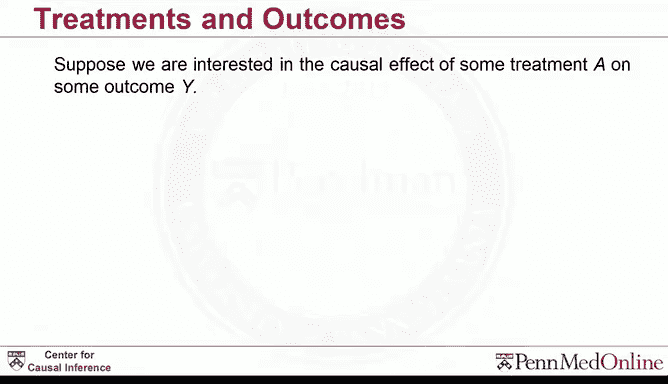 Treatments and Outcomes
Suppose we are interested in the causal effect of some treatment A on
some outcome Y.
Center for
Causal Inference
PennMedOnline